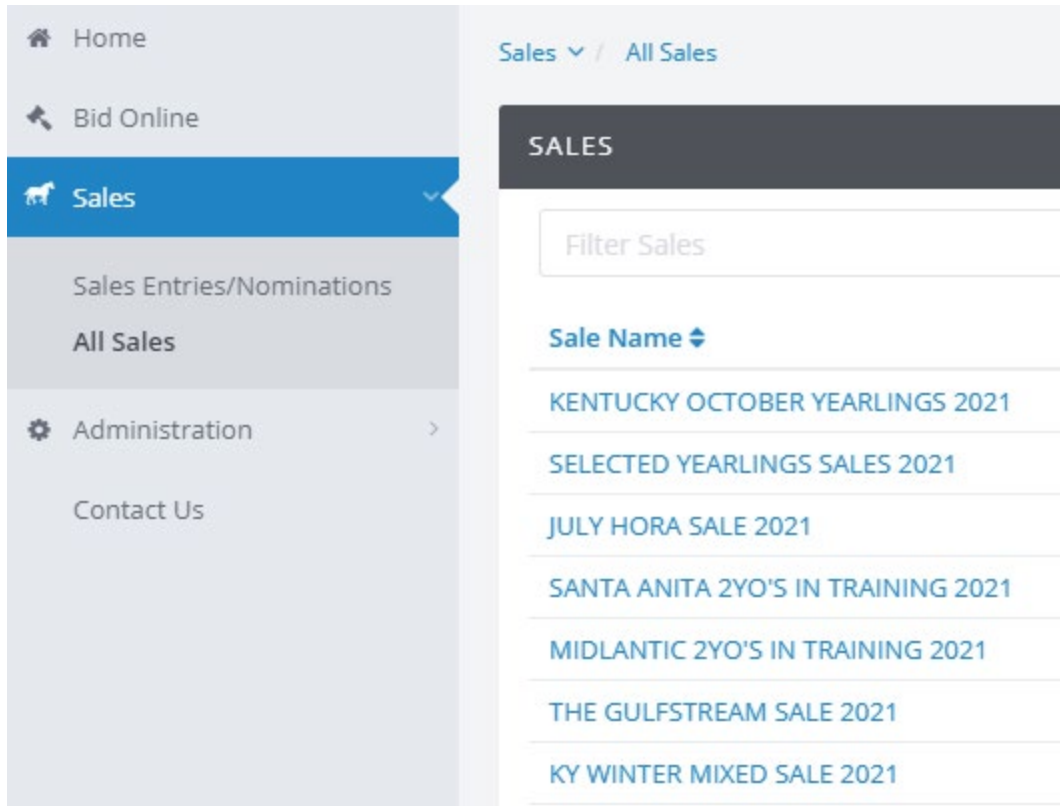 Home
Bid Online
Sales
Sales Entries/Nominations
All Sales
Administration
Contact Us
Sales / All Sales
SALES
Filter Sales
Sale Name
KENTUCKY OCTOBER YEARLINGS 2021
SELECTED YEARLINGS SALES 2021
JULY HORA SALE 2021
SANTA ANITA 2YO'S IN TRAINING 2021
MIDLANTIC 2YO'S IN TRAINING 2021
THE GULFSTREAM SALE 2021
KY WINTER MIXED SALE 2021